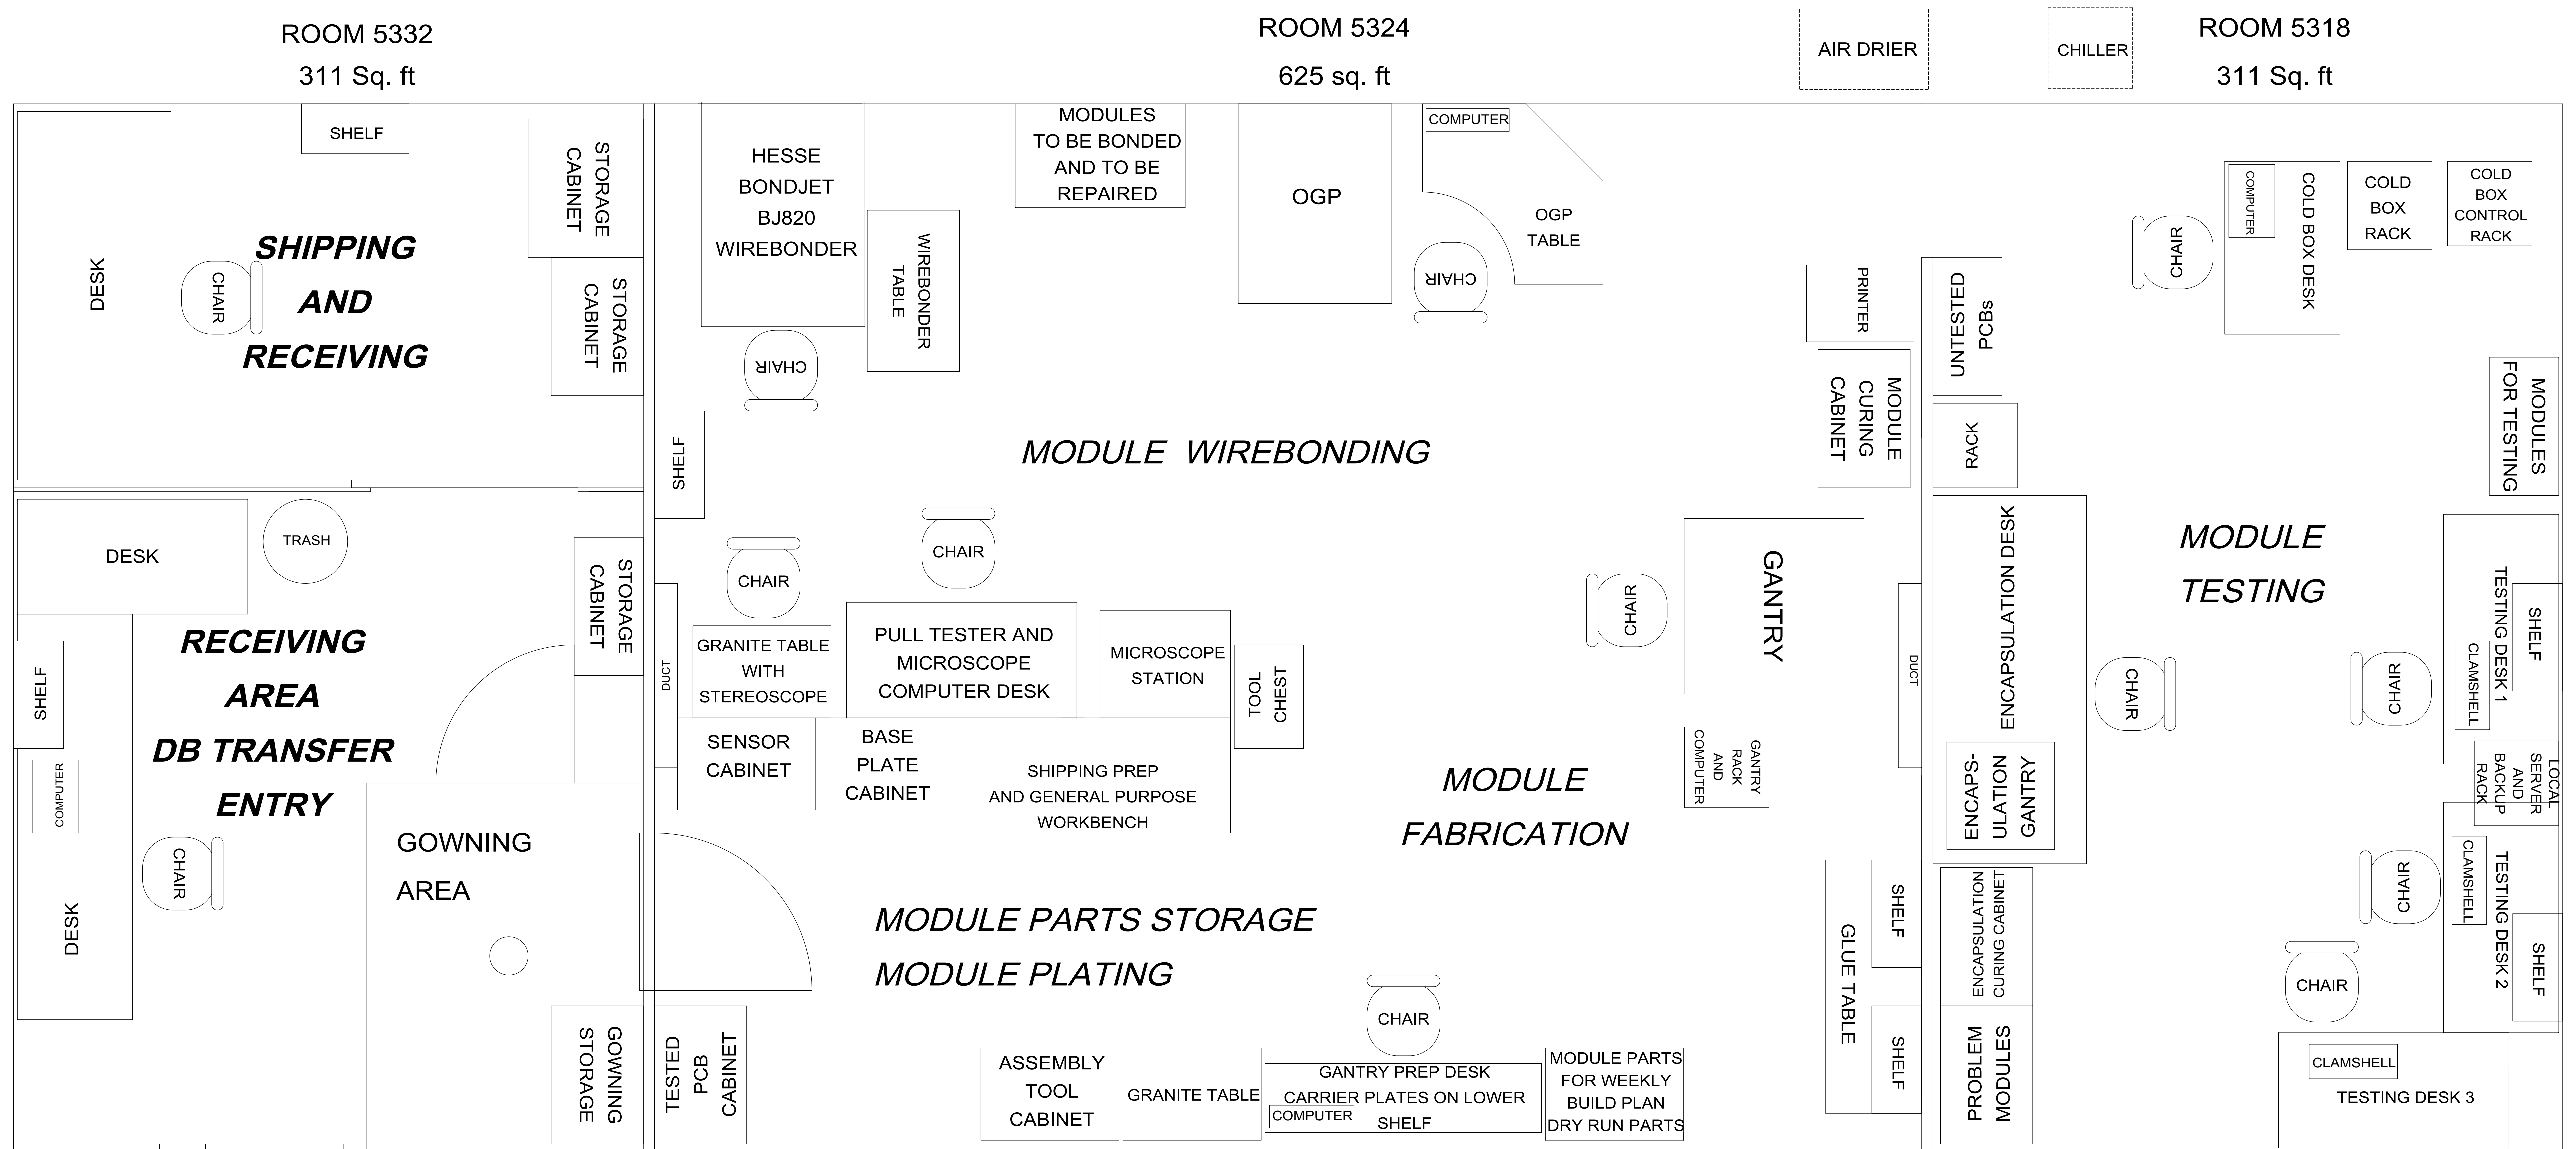 ROOM 5332
311 Sq. ft
ROOM 5324
625 sq. ft
AIR DRIER
CHILLER
ROOM 5318
311 Sq. ft
DESK
SHELF
STORAGE
CABINET
STORAGE
CABINET
CHAIR
SHIPPING
AND
RECEIVING
DESK
TRASH
STORAGE
CABINET
RECEIVING
AREA
DB TRANSFER
ENTRY
SHELF
COMPUTER
DESK
CHAIR
GOWNING
AREA
GOWNING
STORAGE
HESSE
BONDJET
BJ820
WIREBONDER
WIREBONDER
TABLE
CHAIR
SHELF
MODULES
TO BE BONDED
AND TO BE
REPAIRED
OGP
COMPUTER
OGP
TABLE
CHAIR
PRINTER
MODULE
CURING
CABINET
MODULE WIREBONDING
CHAIR
CHAIR
DUCT
GRANITE TABLE
WITH
STEREOSCOPE
PULL TESTER AND
MICROSCOPE
COMPUTER DESK
MICROSCOPE
STATION
TOOL
CHEST
SENSOR
CABINET
BASE
PLATE
CABINET
SHIPPING PREP
AND GENERAL PURPOSE
WORKBENCH
CHAIR
GANTRY
DUCT
GANTRY
RACK
AND
COMPUTER
MODULE
FABRICATION
MODULE PARTS STORAGE
MODULE PLATING
TESTED
PCB
CABINET
ASSEMBLY
TOOL
CABINET
GRANITE TABLE
CHAIR
GANTRY PREP DESK
CARRIER PLATES ON LOWER
SHELF
COMPUTER
MODULE PARTS
FOR WEEKLY
BUILD PLAN
DRY RUN PARTS
GLUE TABLE
SHELF
SHELF
UNTESTED
PCBs
RACK
CHAIR
COMPUTER
COLD BOX DESK
COLD
BOX
RACK
COLD
BOX
CONTROL
RACK
MODULES
FOR TESTING
ENCAPSULATION DESK
ENCAPS-
ULATION
GANTRY
CHAIR
MODULE
TESTING
TESTING DESK 1
SHELF
CLAMSHELL
CHAIR
LOCAL
SERVER
AND
BACKUP
RACK
CHAIR
CLAMSHELL
TESTING DESK 2
SHELF
CHAIR
ENCAPSULATION
CURING CABINET
PROBLEM
MODULES
CLAMSHELL
TESTING DESK 3